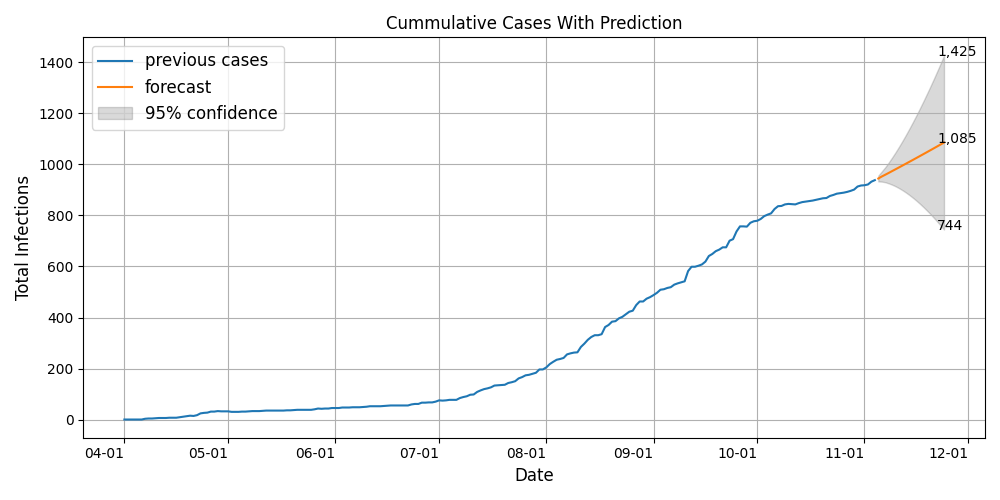 Cummulative Cases With Prediction
previous cases
forecast
95% confidence
1,425
1,085
744
1400
1200
1000
800
600
400
200
0
Total Infections
04-01 05-01 06-01 07-01 08-01 09-01 10-01 11-01 12-01
Date